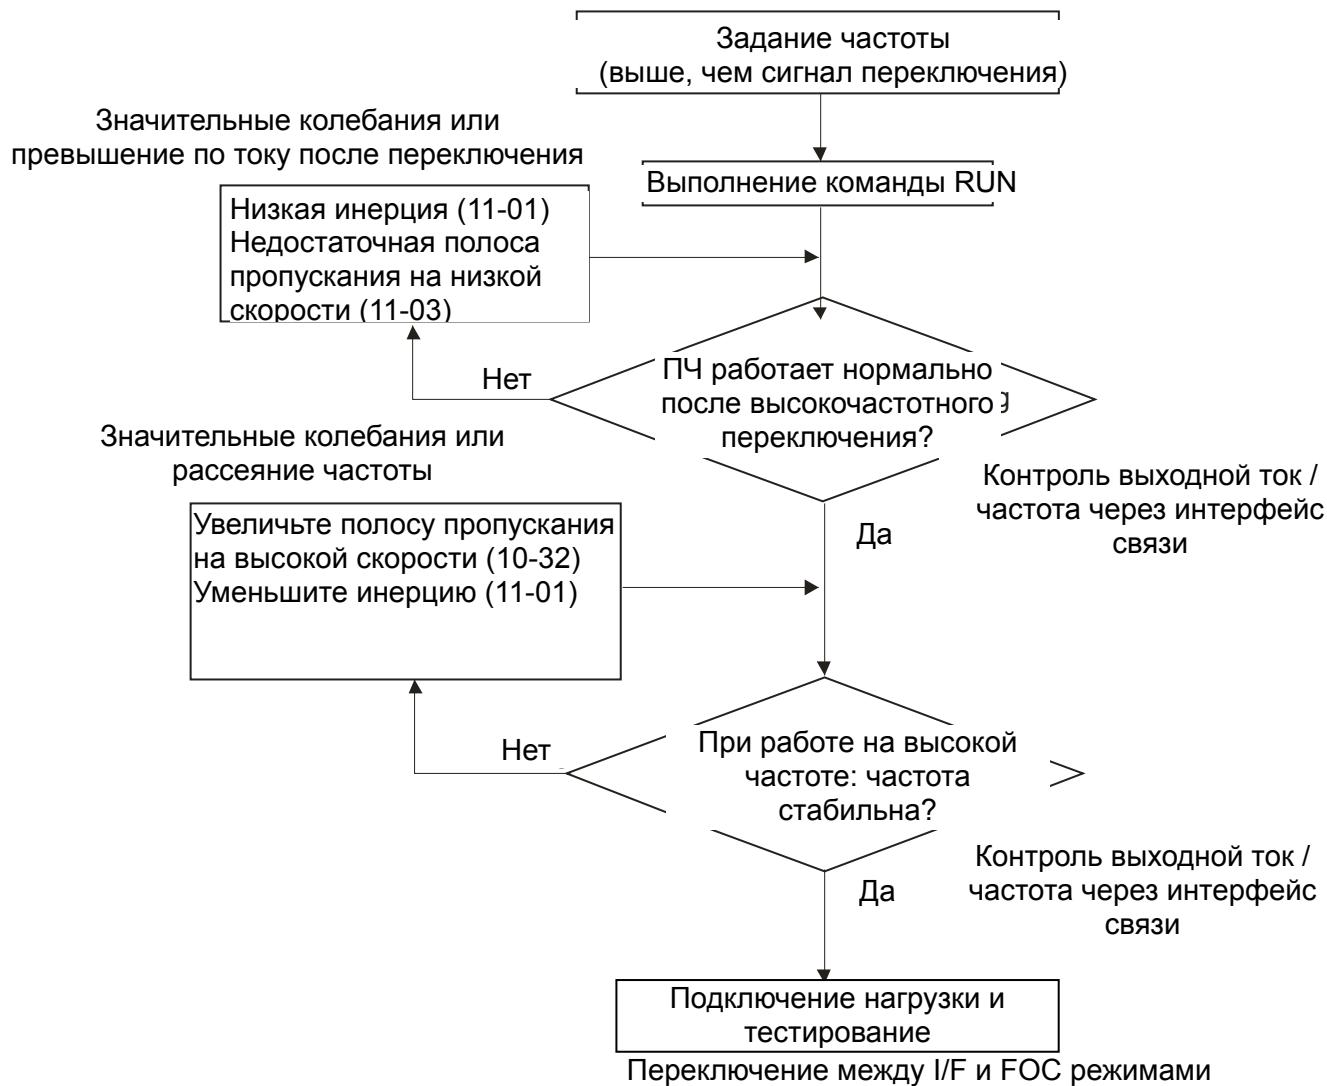 Задание частоты
(выше, чем сигнал переключения)
Значительные колебания или
превышение по току после переключения
Выполнение команды RUN
Низкая инерция (11-01)
Недостаточная полоса
пропускания на низкой
скорости (11-03)
Нет
ПЧ работает нормально
после высокочастотного
переключения?
Значительные колебания или
рассеяние частоты
Контроль выходной ток /
частота через интерфейс
связи
Да
Увеличьте полосу пропускания
на высокой скорости (10-32)
Уменьшите инерцию (11-01)
Нет
При работе на высокой
частоте: частота
стабильна?
Контроль выходной ток /
частота через интерфейс
связи
Да
Подключение нагрузки и
тестирование
Переключение между I/F и FOC режимами